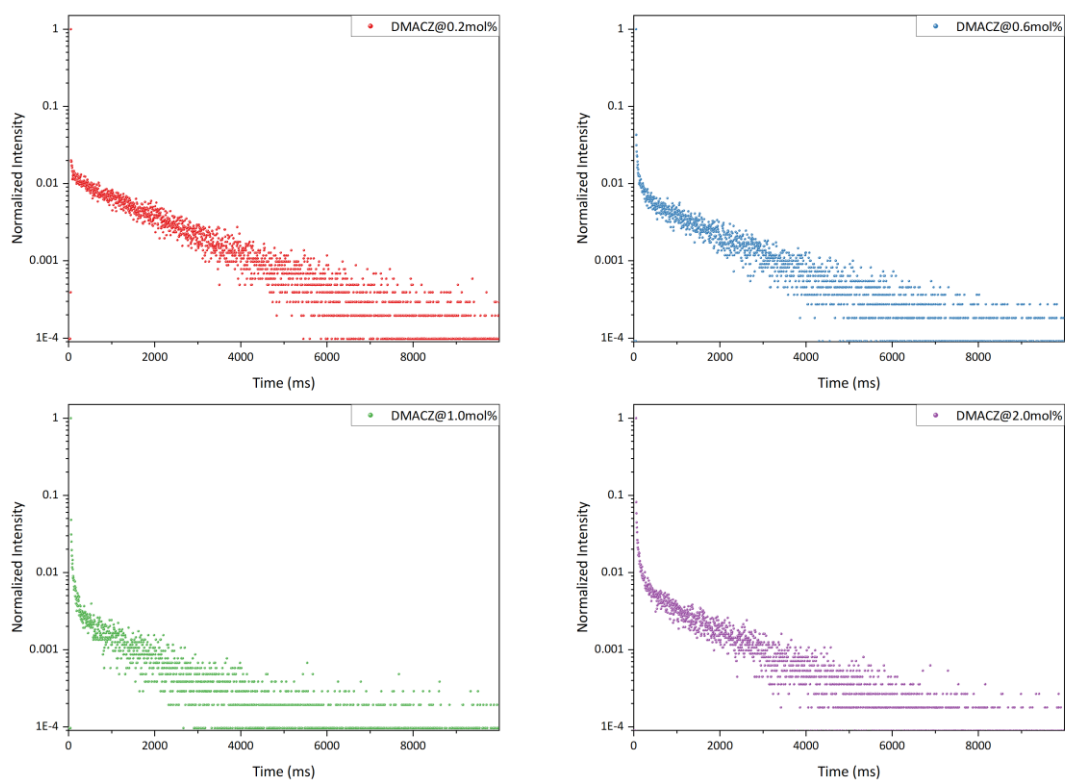 DMACZ@0.2mol%
1
0.1
0.01
0.001
1E-4
Normalized Intensity
0 2000 4000 6000 8000
Time (ms)
DMACZ@0.6mol%
1
0.1
0.01
0.001
1E-4
Normalized Intensity
0 2000 4000 6000 8000
Time (ms)
DMACZ@1.0mol%
1
0.1
0.01
0.001
1E-4
Normalized Intensity
0 2000 4000 6000 8000
Time (ms)
DMACZ@2.0mol%
1
0.1
0.01
0.001
1E-4
Normalized Intensity
0 2000 4000 6000 8000
Time (ms)